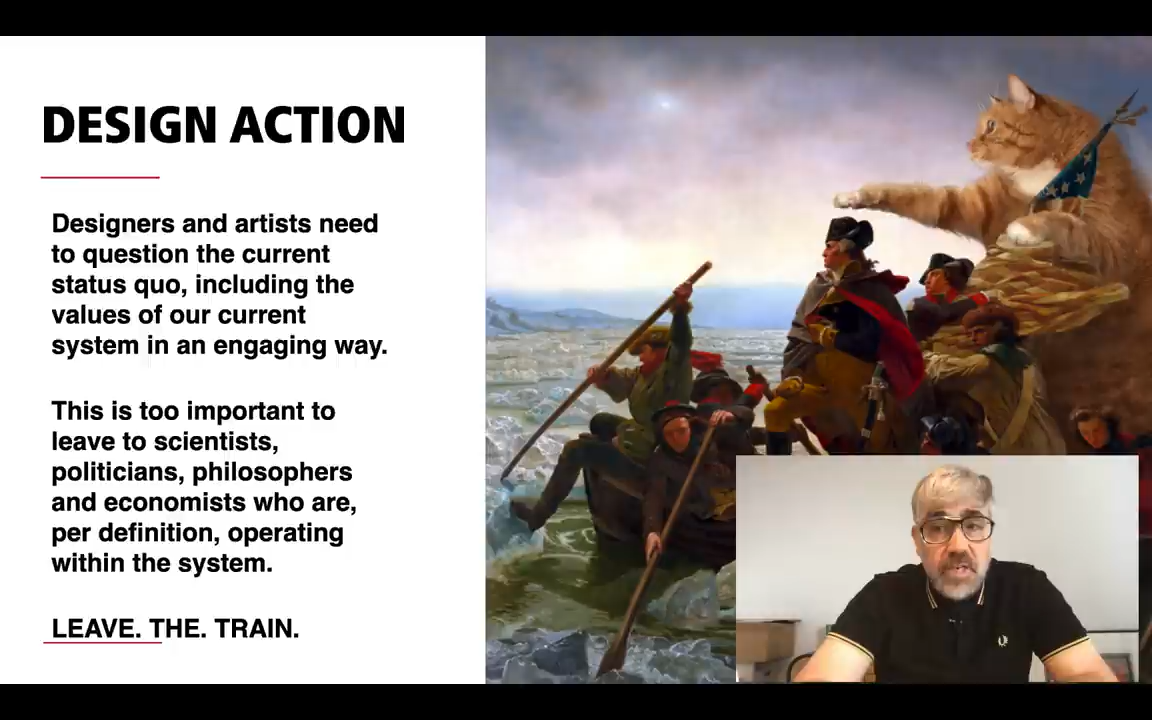 DESIGN ACTION
Designers and artists need
to question the current
status quo, including the
values of our current
system in an engaging way.
This is too important to
leave to scientists,
politicians, philosophers
and economists who are,
per definition, operating
within the system.
LEAVE. THE. TRAIN.